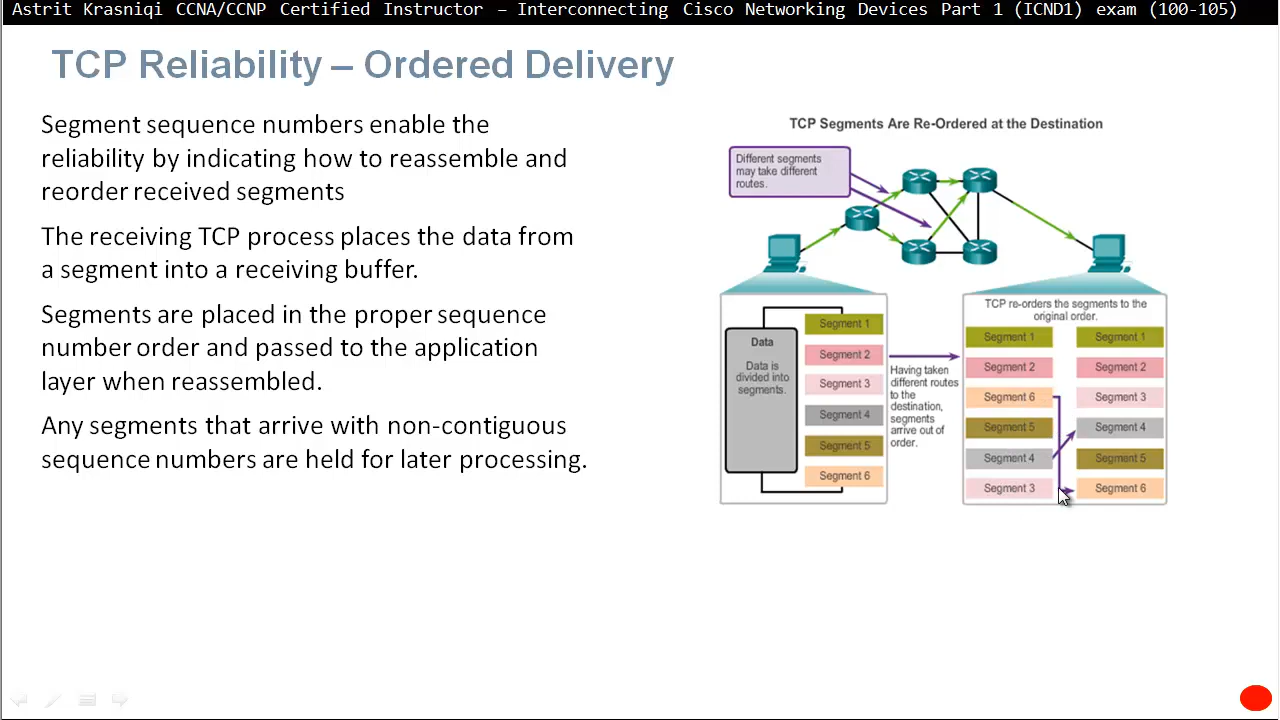 Astrit Krasniqi CCNA/CCNP Certified Instructor – Interconnecting Cisco Networking Devices Part 1 (ICND1) exam (100-105)
TCP Reliability – Ordered Delivery
Segment sequence numbers enable the
reliability by indicating how to reassemble and
reorder received segments
The receiving TCP process places the data from
a segment into a receiving buffer.
Segments are placed in the proper sequence
number order and passed to the application
layer when reassembled.
Any segments that arrive with non-contiguous
sequence numbers are held for later processing.
TCP Segments Are Re-Ordered at the Destination
Different segments
may take different
routes.
Data
Data is
divided into
segments.
Segment 1
Segment 2
Segment 3
Segment 4
Segment 5
Segment 6
Having taken
different routes
to the
destination,
segments
arrive out of
order.
TCP re-orders the segments to the
original order.
Segment 1
Segment 2
Segment 6
Segment 5
Segment 4
Segment 3
Segment 1
Segment 2
Segment 3
Segment 4
Segment 5
Segment 6